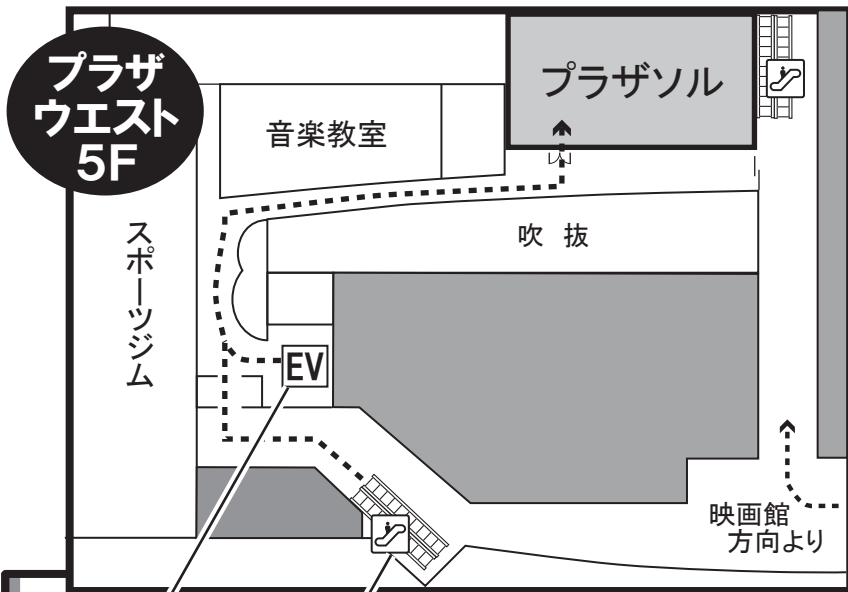 プラザ
ウエスト
5F
プラザソル
音楽教室
吹 抜
スポーツジム
EV
映画館
方向より